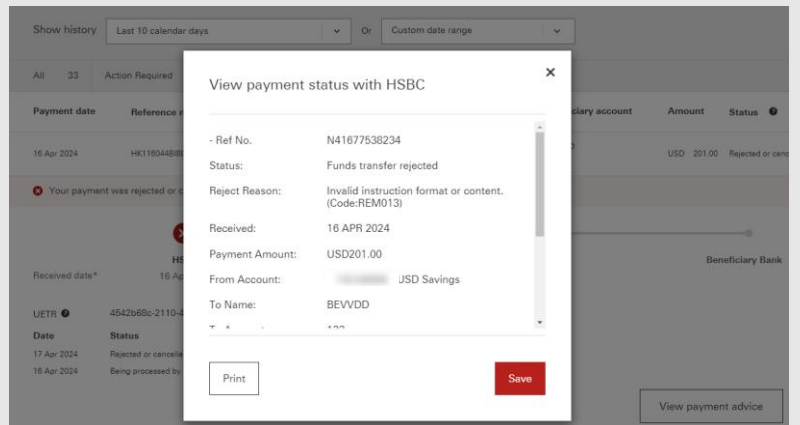 Show history Last 10 calendar days Or Custom date range
All 33 Action Required
Payment date Reference ciary account Amount Status
View payment status with HSBC
- Ref No. N41677538234
16 Apr 2024 USD 201.00 Rejected or canc
Status: Funds transfer rejected
Reject Reason: Invalid instruction format or content.
(Code:REM013)
Your payment was rejected or c
Received: 16 APR 2024
Payment Amount: USD201.00
HS Beneficiary Bank
Received date* 16 Ap
From Account: USD Savings
To Name: BEVVDD
UETR 4542b68c-2110-4
Date Status
17 Apr 2024 Rejected or cancelle
16 Apr 2024 Being processed by
Print Save
View payment advice